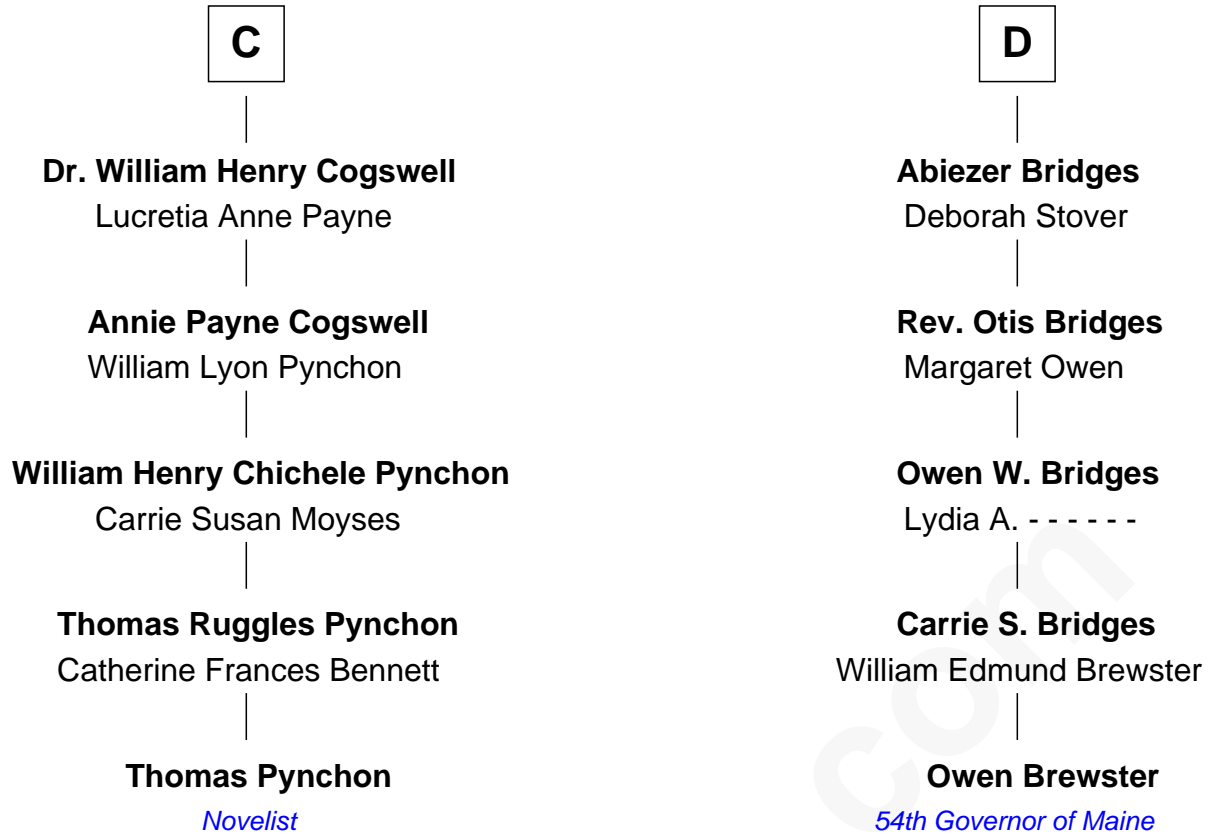 C
Dr. William Henry Cogswell
Lucretia Anne Payne
Annie Payne Cogswell
William Lyon Pynchon
William Henry Chichele Pynchon
Carrie Susan Moyses
Thomas Ruggles Pynchon
Catherine Frances Bennett
Thomas Pynchon
Novelist
D
Abiezer Bridges
Deborah Stover
Rev. Otis Bridges
Margaret Owen
Owen W. Bridges
Lydia A. - - - - - -
Carrie S. Bridges
William Edmund Brewster
Owen Brewster
54th Governor of Maine
com